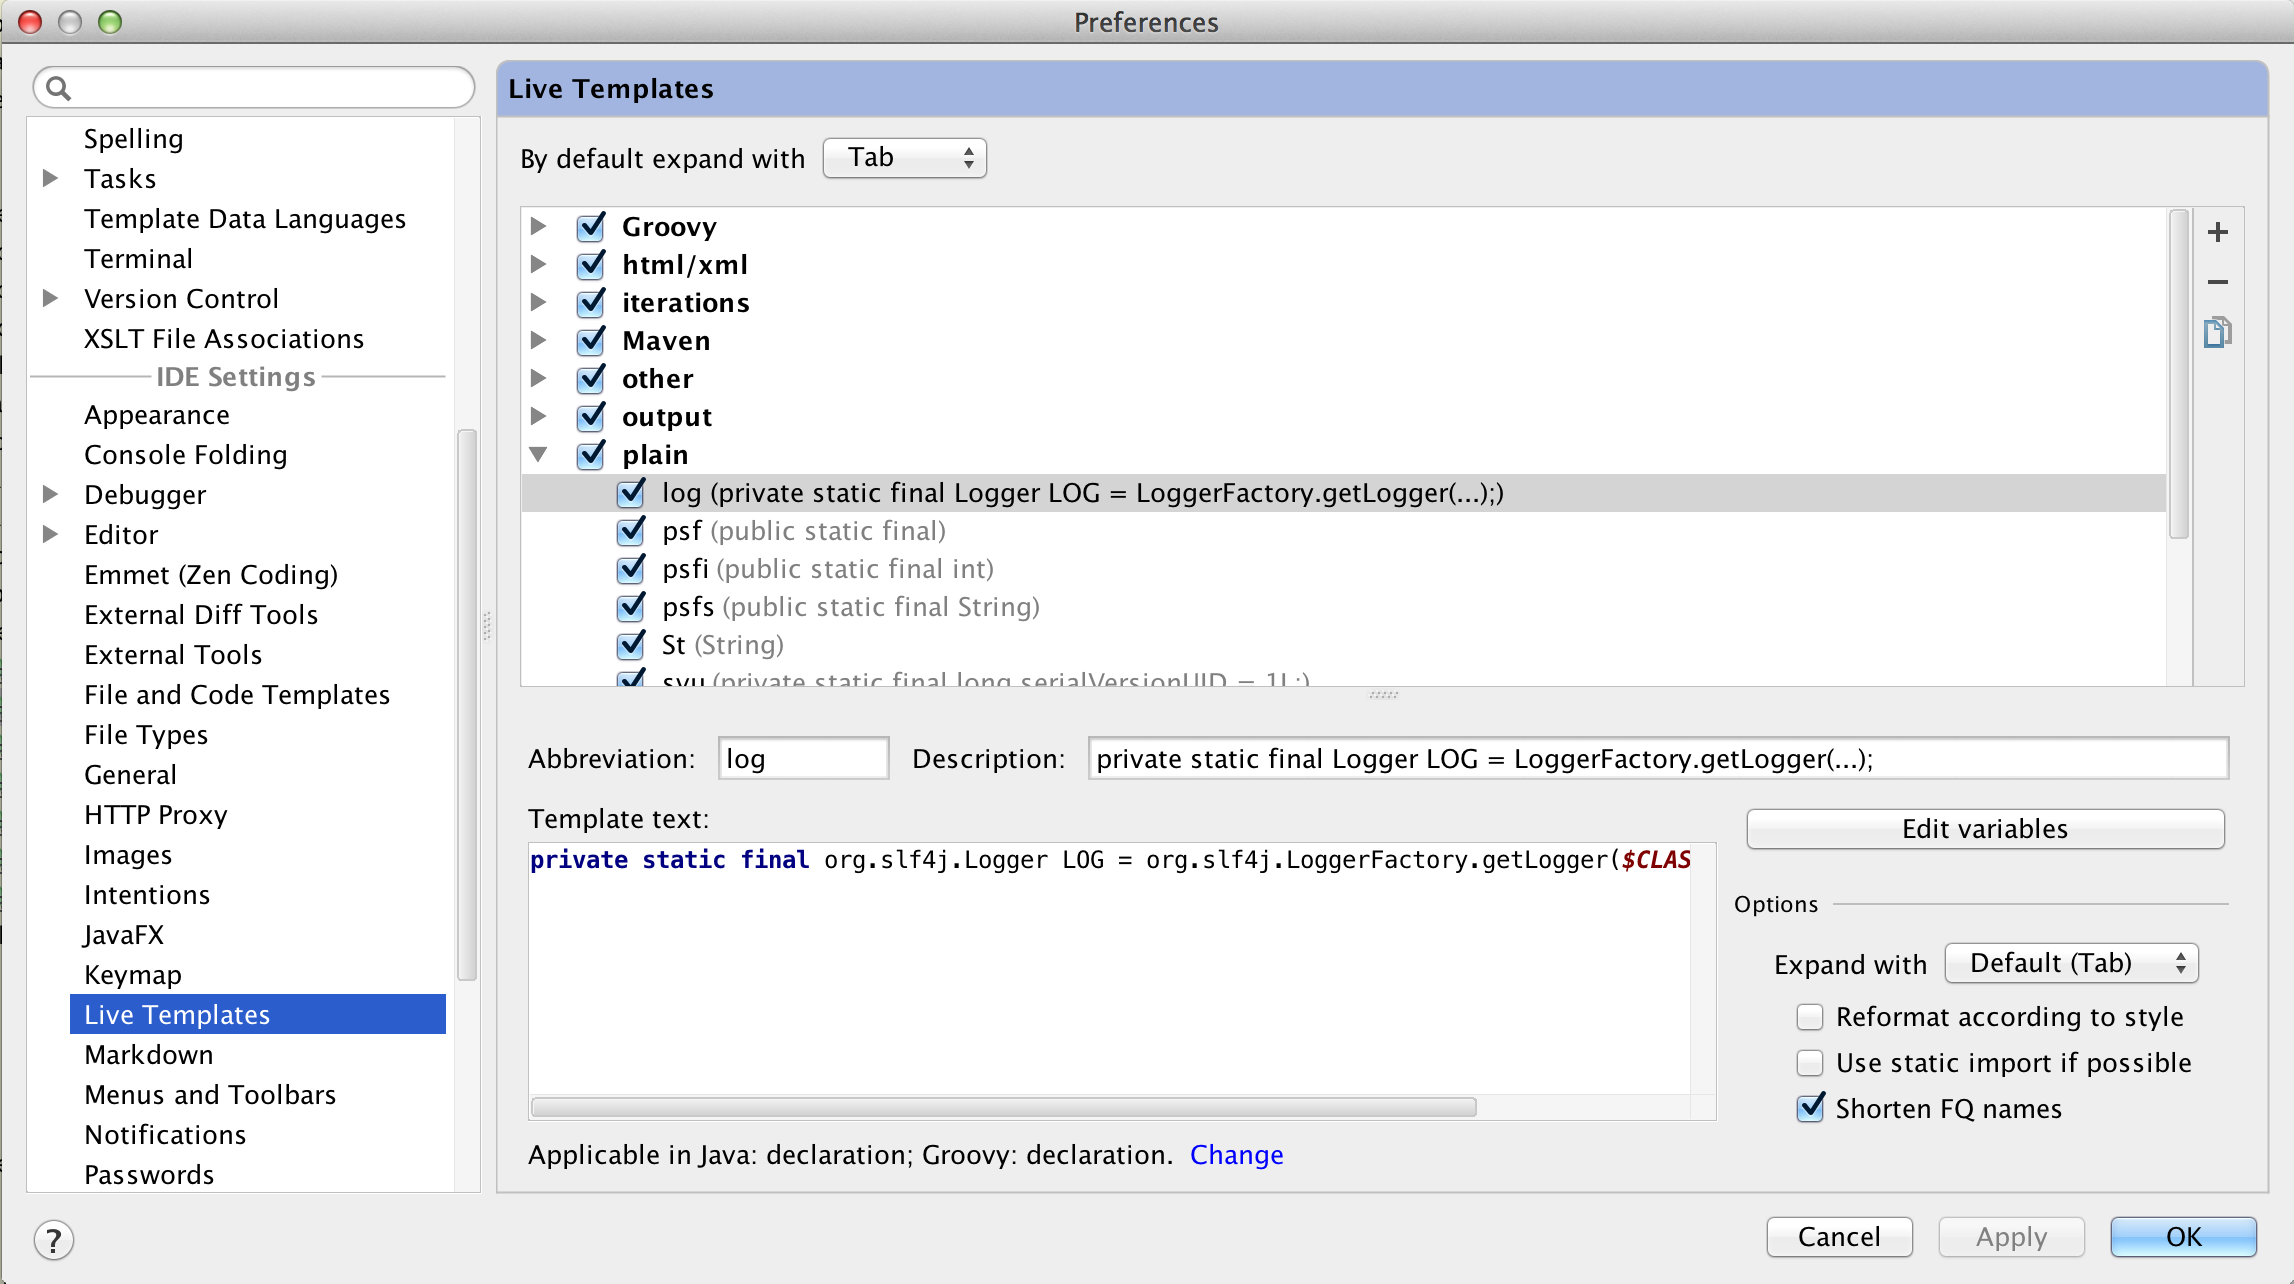 Preferences
Spelling
Tasks
Template Data Languages
Terminal
Version Control
XSLT File Associations
IDE Settings
Appearance
Console Folding
Debugger
Editor
Emmet (Zen Coding)
External Diff Tools
External Tools
File and Code Templates
File Types
General
HTTP Proxy
Images
Intentions
JavaFX
Keymap
Live Templates
Markdown
Menus and Toolbars
Notifications
Passwords
Live Templates
By default expand with Tab
Groovy
html/xml
iterations
Maven
other
output
plain
log (private static final Logger LOG = LoggerFactory.getLogger(...);)
psf (public static final)
psfi (public static final int)
psfs (public static final String)
St (String)
svu (private static final long serialVersionUID = 1L;)
Abbreviation: log Description: private static final Logger LOG = LoggerFactory.getLogger(...);
Template text:
private static final org.slf4j.Logger LOG = org.slf4j.LoggerFactory.getLogger($CLAS
Edit variables
Options
Expand with Default (Tab)
Reformat according to style
Use static import if possible
Shorten FQ names
Applicable in Java: declaration; Groovy: declaration. Change
?
Cancel
Apply
OK